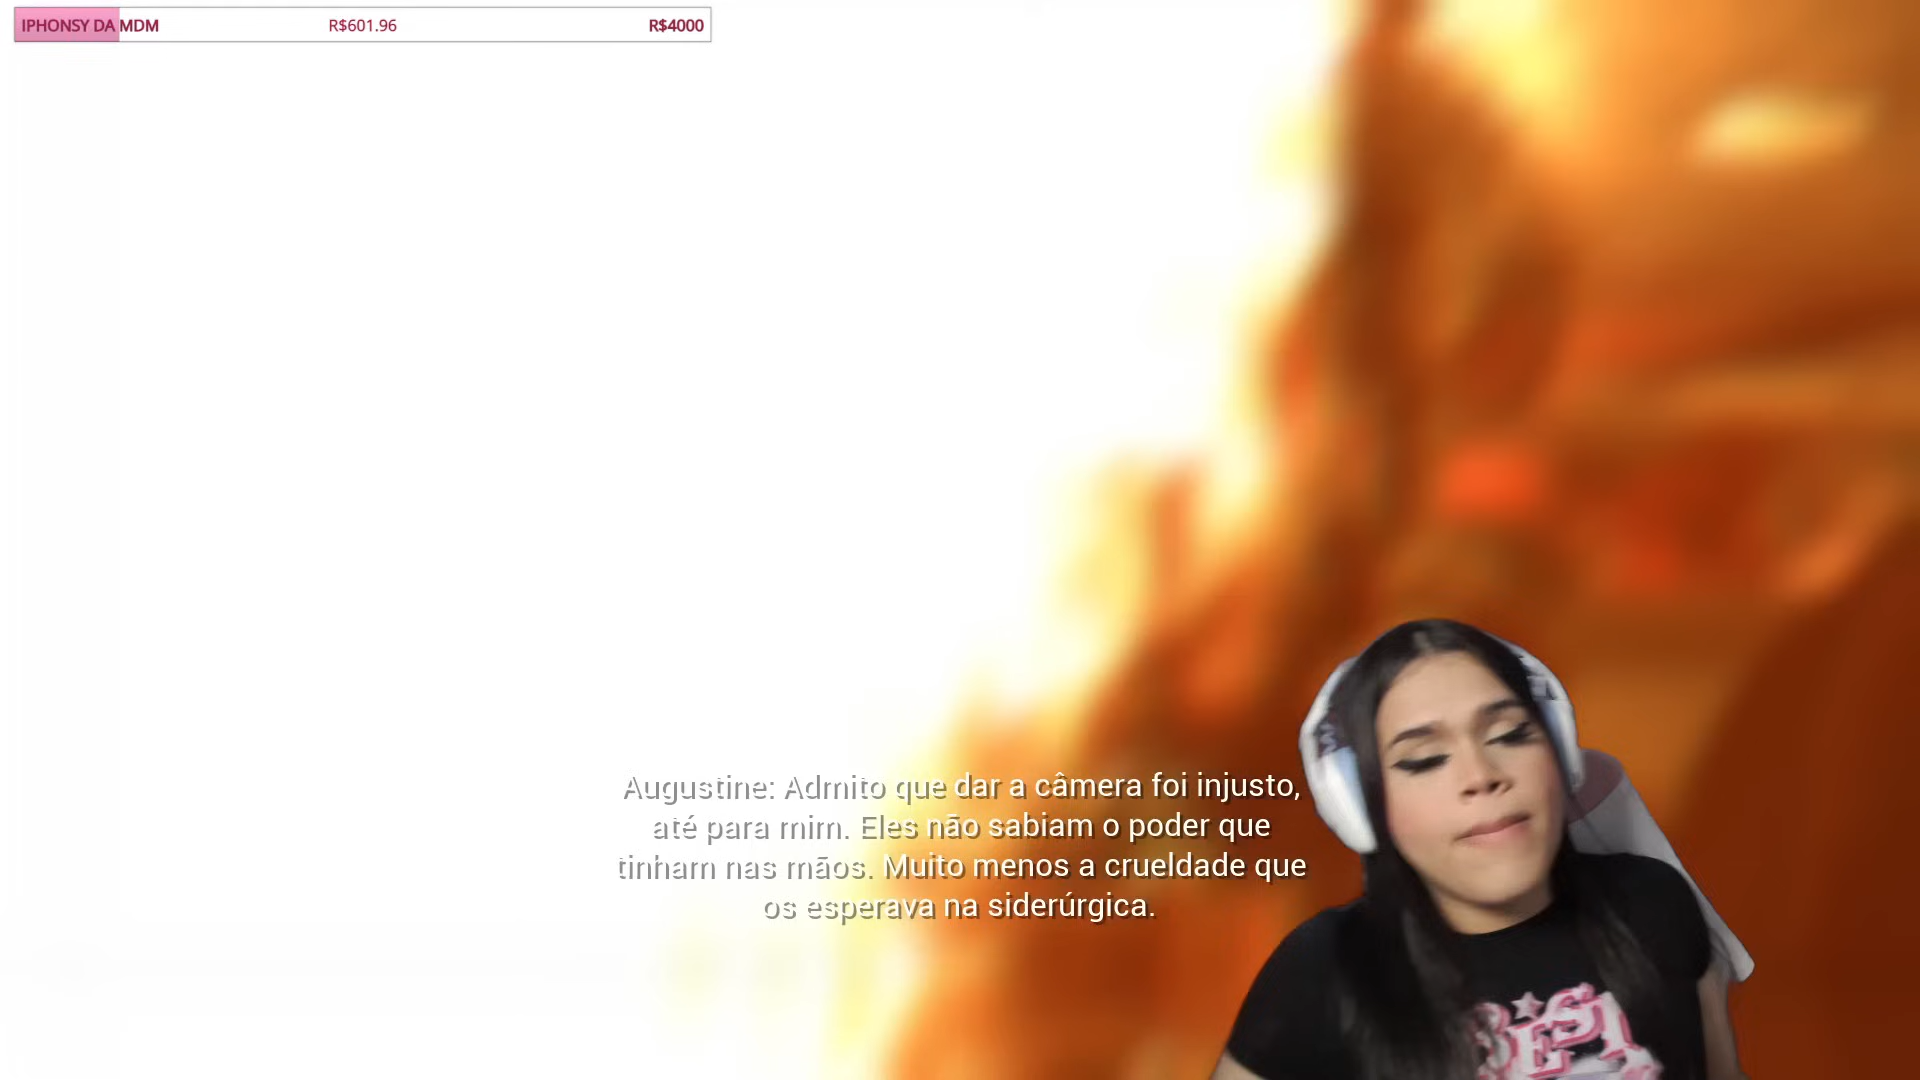 IPHONSY DA MDM R$601.96 R$4000
Augustine: Admito que dar a câmera foi injusto,
até para mim. Eles não sabiam o poder que
tinham nas mãos. Muito menos a crueldade que
os esperava na siderúrgica.